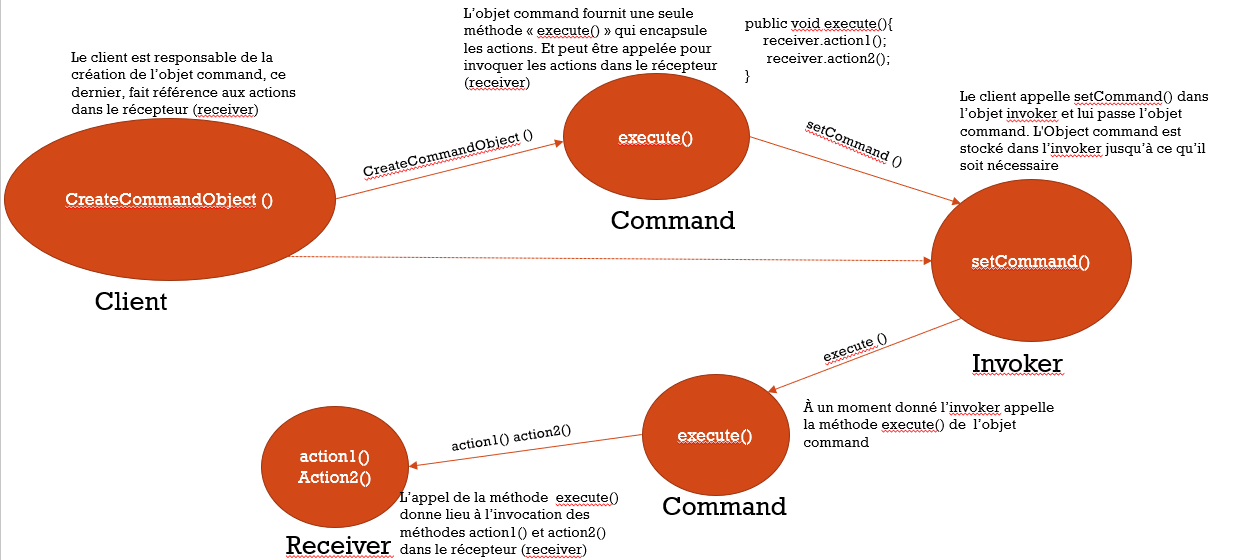 Le client est responsable de la
création de l'objet command, ce
dernier, fait référence aux actions
dans le récepteur (receiver)
CreateCommandObject ()
Client
CreateCommandObject ()
L'objet command fournit une seule
méthode « execute() » qui encapsule
les actions. Et peut être appelée pour
invoquer les actions dans le récepteur
(receiver)
public void execute(){
receiver.action1();
receiver.action2();
}
execute()
Command
setCommand ()
Le client appelle setCommand() dans
l'objet invoker et lui passe l'objet
command. L'Object command est
stocké dans l'invoker jusqu'à ce qu'il
soit nécessaire
setCommand()
Invoker
execute ()
À un moment donné l'invoker appelle
la méthode execute() de l'objet
command
execute()
Command
action1() action2()
action1()
Action2()
Receiver
L'appel de la méthode execute()
donne lieu à l'invocation des
méthodes action1() et action2()
dans le récepteur (receiver)